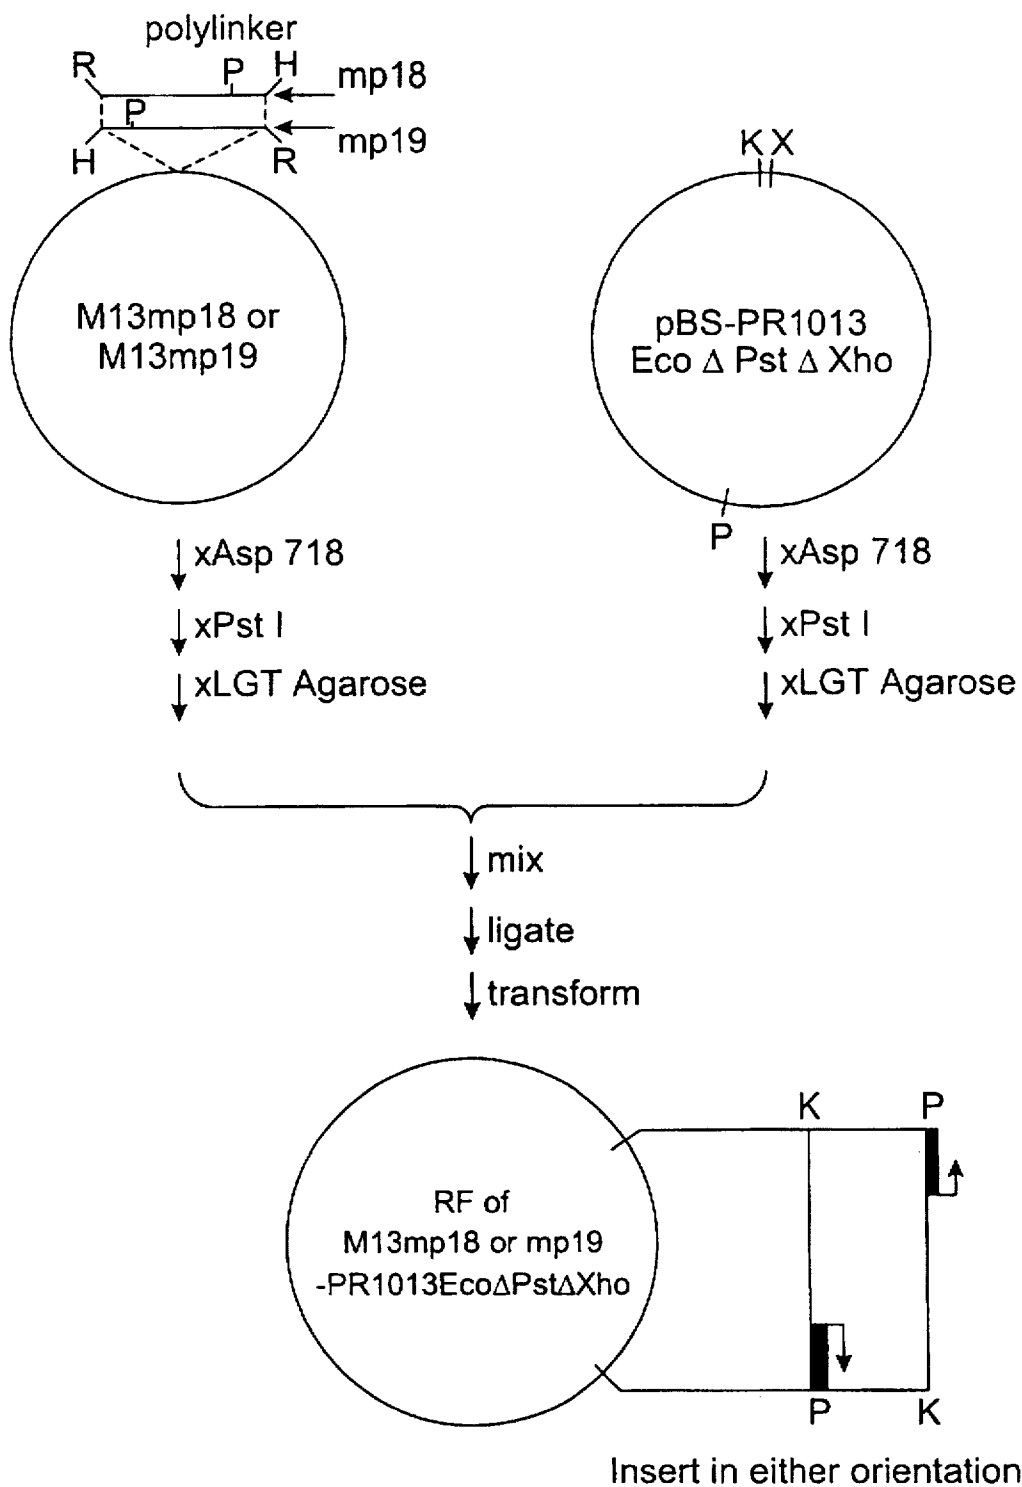 polylinker
R
P
H
mp18
P
mp19
H
R
M13mp18 or
M13mp19
xAsp 718
xPst I
xLGT Agarose
K X
pBS-PR1013
Eco Δ Pst Δ Xho
P
xAsp 718
xPst I
xLGT Agarose
mix
ligate
transform
RF of
M13mp18 or mp19
-PR1013EcoΔPstΔXho
K
P
P
K
Insert in either orientation